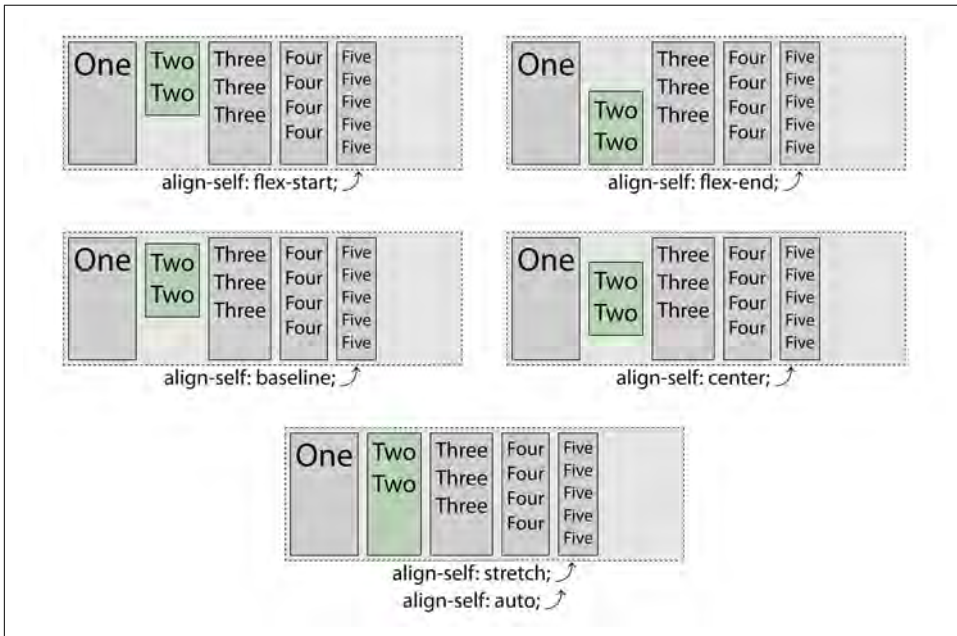 One
Two
Two
Three
Three
Three
Four
Four
Four
Four
Five
Five
Five
Five
Five
align-self: flex-start;
One
Two
Two
Three
Three
Three
Four
Four
Four
Four
Five
Five
Five
Five
Five
align-self: flex-end;
One
Two
Two
Three
Three
Three
Four
Four
Four
Four
Five
Five
Five
Five
Five
align-self: baseline;
One
Two
Two
Three
Three
Three
Four
Four
Four
Four
Five
Five
Five
Five
Five
align-self: center;
One
Two
Two
Three
Three
Three
Four
Four
Four
Four
Five
Five
Five
Five
Five
align-self: stretch;
align-self: auto;